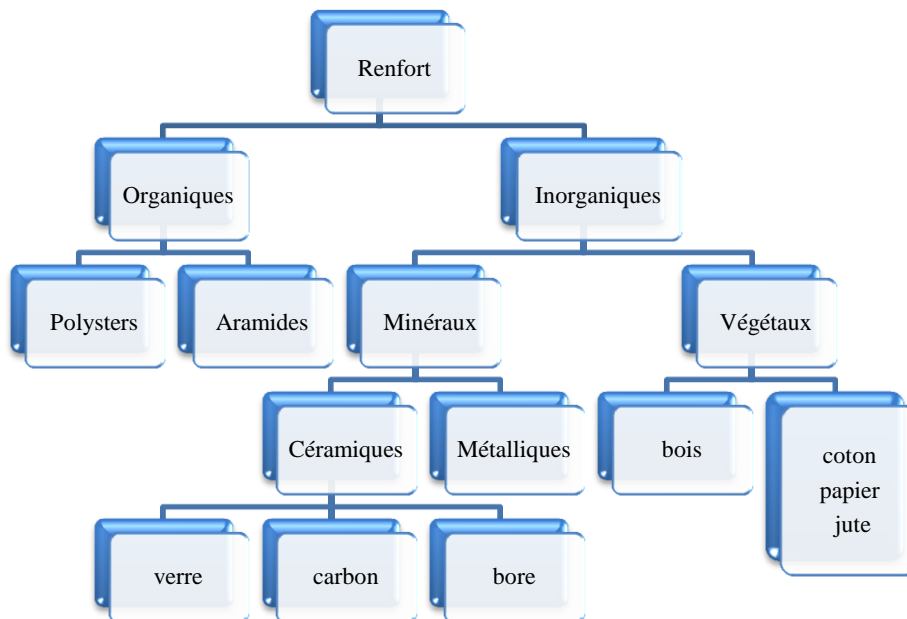 Renfort
Organiques
Inorganiques
Polysters
Aramides
Minéraux
Végétaux
Céramiques
Métalliques
bois
coton
papier
jute
verre
carbon
bore